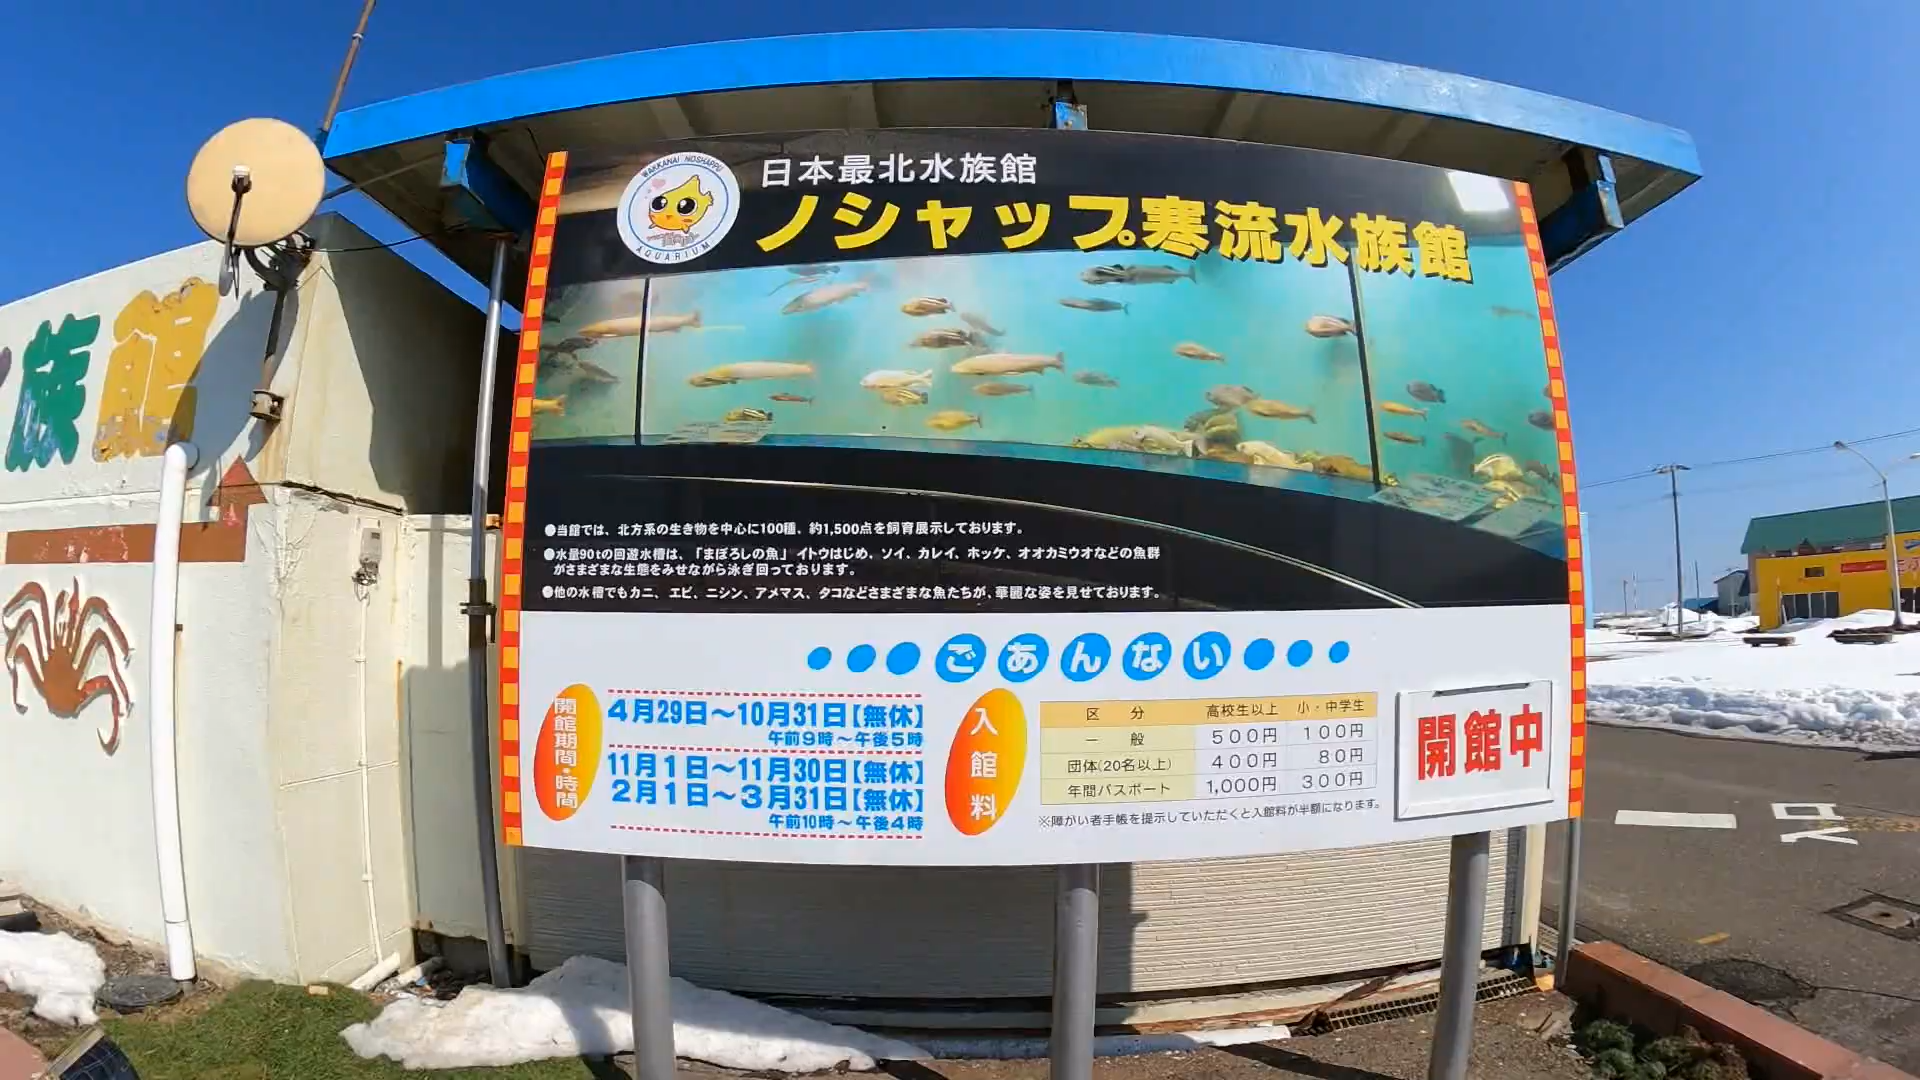 族館
WAKKANAI NOSHAPPU
AQUARIUM
日本最北水族館
ノシャップ寒流水族館
●当館では、北方系の生き物を中心に100種、約1,500点を飼育展示しております。
●水量90tの回遊水槽は、「まぼろしの魚」イトウはじめ、ソイ、カレイ、ホッケ、オオカミウオなどの魚群
がさまざまな生態をみせながら泳ぎ回っております。
●他の水槽でもカニ、エビ、ニシン、アメマス、タコなどさまざまな魚たちが、華麗な姿を見せております。
ごあんない
開館期間・時間
4月29日～10月31日【無休】
午前9時～午後5時
11月1日～11月30日【無休】
2月1日～3月31日【無休】
午前10時～午後4時
入館料
区分 高校生以上 小・中学生
一般 500円 100円
団体(20名以上) 400円 80円
年間パスポート 1,000円 300円
※障がい者手帳を提示していただくと入館料が半額になります。
開館中